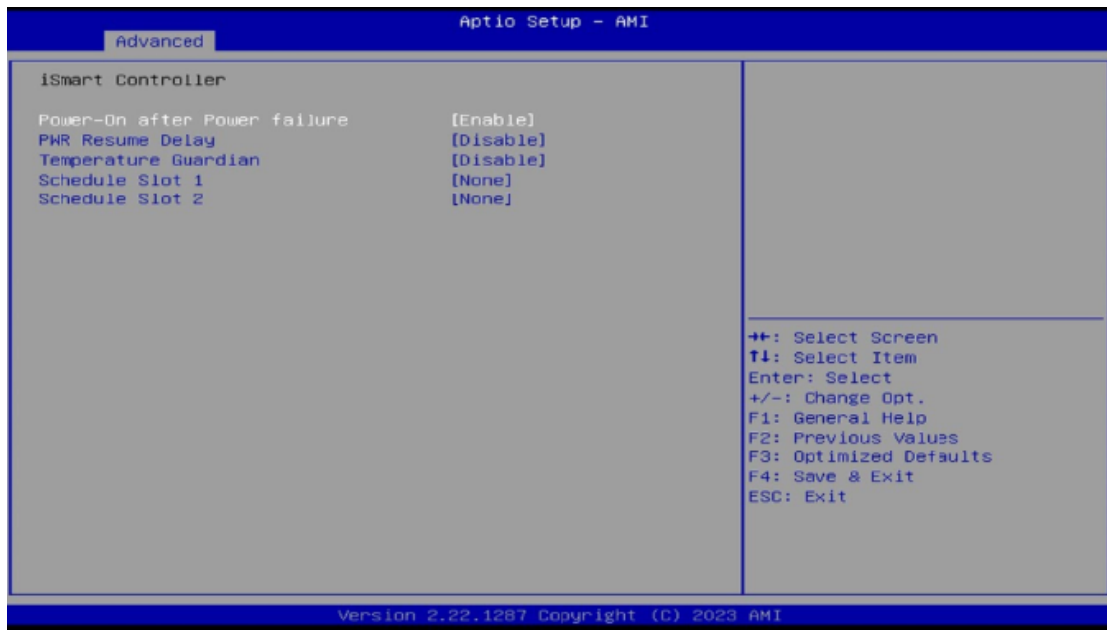 Aptio Setup - AMI
Advanced
iSmart Controller
Power-On after Power failure [Enable]
PWR Resume Delay [Disable]
Temperature Guardian [Disable]
Schedule Slot 1 [None]
Schedule Slot 2 [None]
→←: Select Screen
↑↓: Select Item
Enter: Select
+/-: Change Opt.
F1: General Help
F2: Previous Values
F3: Optimized Defaults
F4: Save & Exit
ESC: Exit
Version 2.22.1287 Copyright (C) 2023 AMI